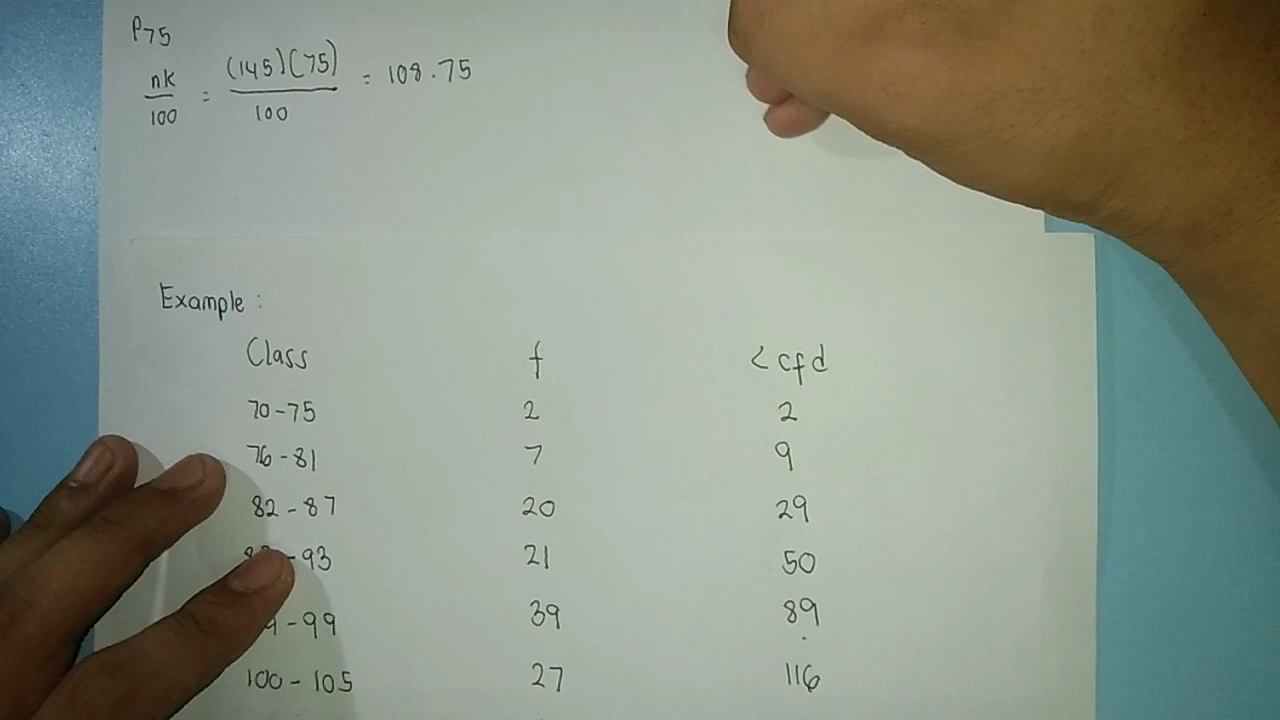 P75
nk/100 = (145)(75)/100 = 108.75
Example :
Class f < cfd
70-75 2 2
76-81 7 9
82-87 20 29
-93 21 50
-99 39 89
100-105 27 116